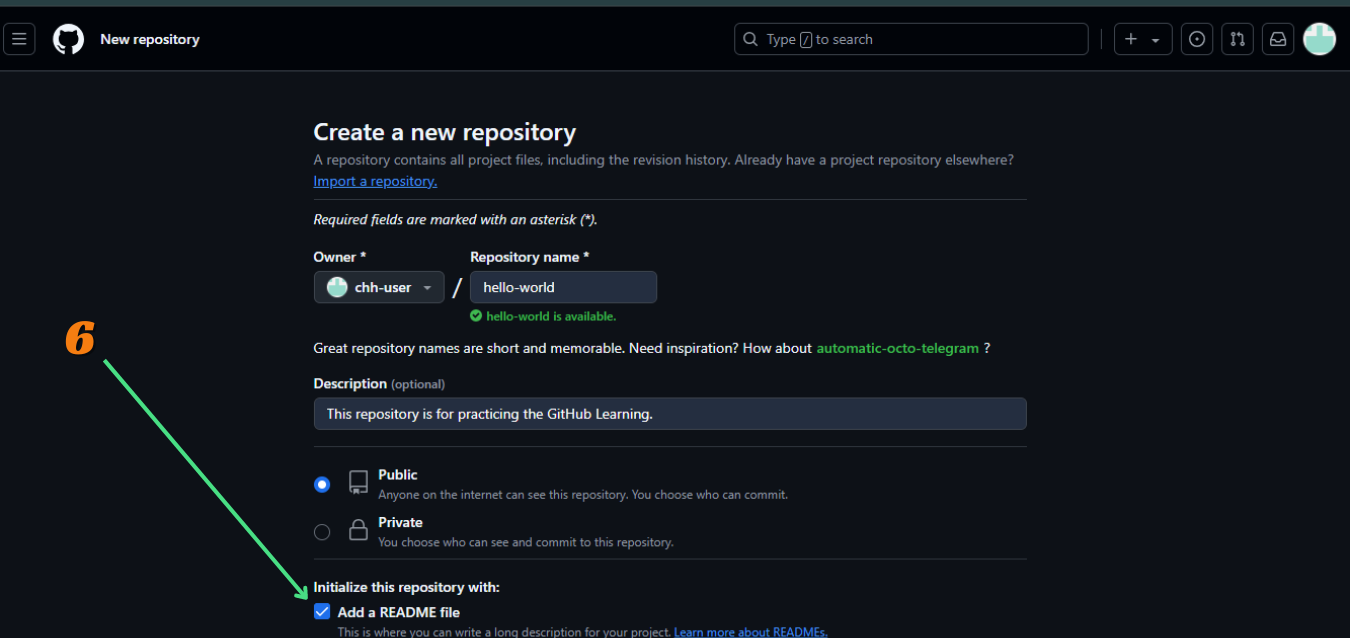 New repository
Type / to search
Create a new repository
A repository contains all project files, including the revision history. Already have a project repository elsewhere?
Import a repository.
Required fields are marked with an asterisk (*).
Owner * Repository name *
chh-user / hello-world
hello-world is available.
Great repository names are short and memorable. Need inspiration? How about automatic-octo-telegram ?
6
Description (optional)
This repository is for practicing the GitHub Learning.
Public
Anyone on the internet can see this repository. You choose who can commit.
Private
You choose who can see and commit to this repository.
Initialize this repository with:
Add a README file
This is where you can write a long description for your project. Learn more about READMEs.